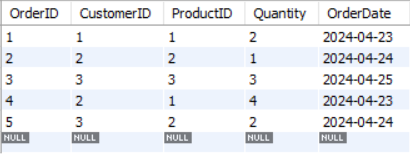 OrderID CustomerID ProductID Quantity OrderDate
1 1 1 2 2024-04-23
2 2 2 1 2024-04-24
3 3 3 3 2024-04-25
4 2 1 4 2024-04-23
5 3 2 2 2024-04-24
NULL NULL NULL NULL NULL